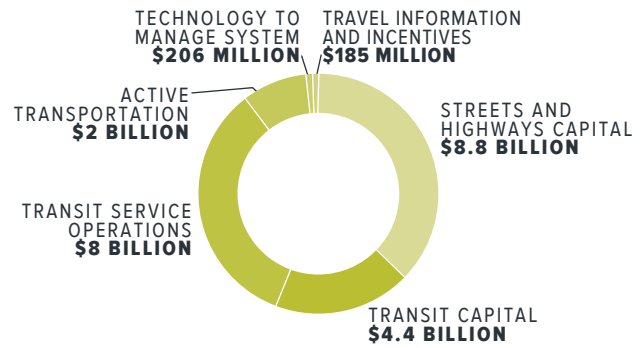 TECHNOLOGY TO
MANAGE SYSTEM
$206 MILLION
TRAVEL INFORMATION
AND INCENTIVES
$185 MILLION
ACTIVE
TRANSPORTATION
$2 BILLION
STREETS AND
HIGHWAYS CAPITAL
$8.8 BILLION
TRANSIT SERVICE
OPERATIONS
$8 BILLION
TRANSIT CAPITAL
$4.4 BILLION